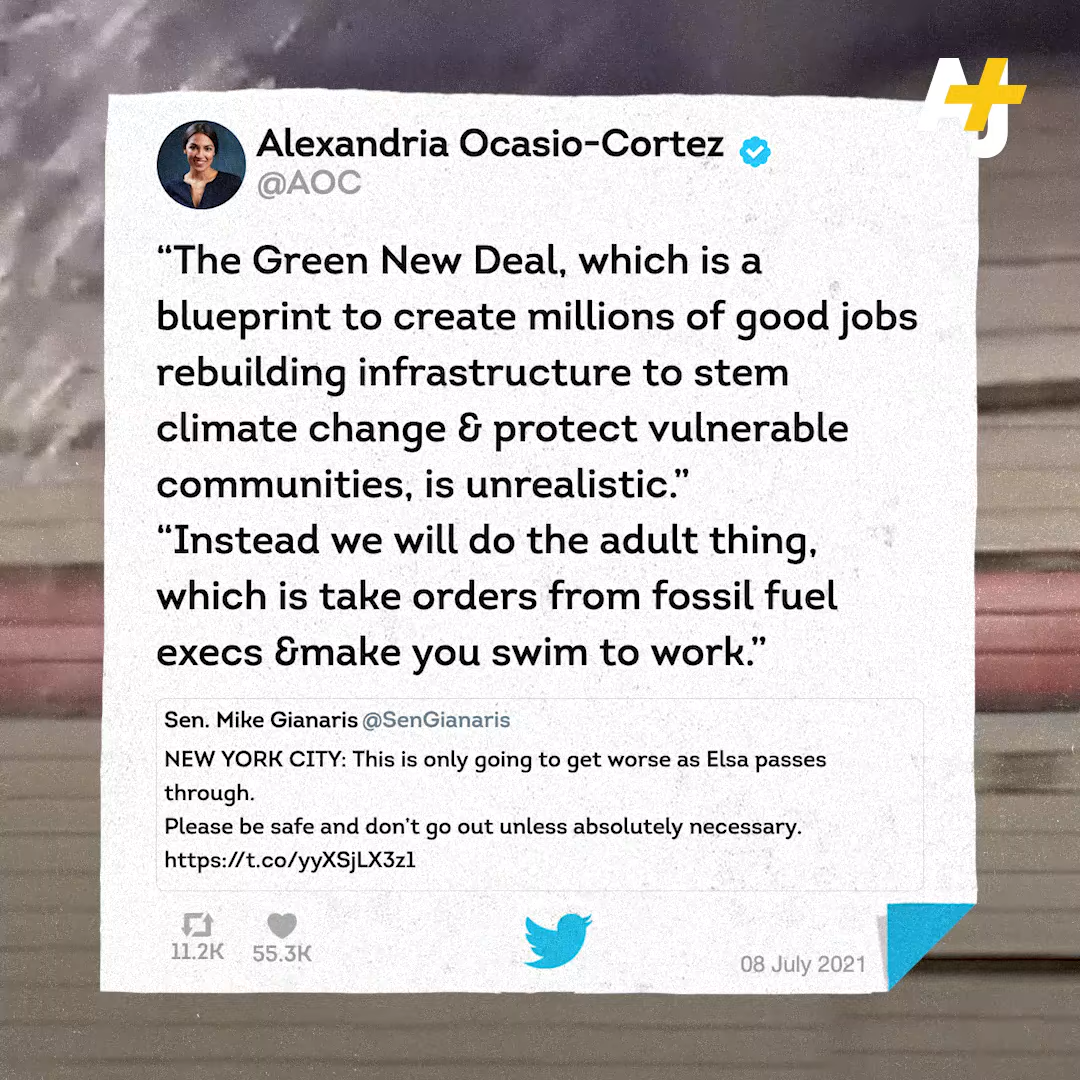 AJ+
Alexandria Ocasio-Cortez
@AOC
“The Green New Deal, which is a
blueprint to create millions of good jobs
rebuilding infrastructure to stem
climate change & protect vulnerable
communities, is unrealistic.”
“Instead we will do the adult thing,
which is take orders from fossil fuel
execs &make you swim to work.”
Sen. Mike Gianaris @SenGianaris
NEW YORK CITY: This is only going to get worse as Elsa passes
through.
Please be safe and don’t go out unless absolutely necessary.
https://t.co/yyXSjLX3z1
11.2K 55.3K
08 July 2021